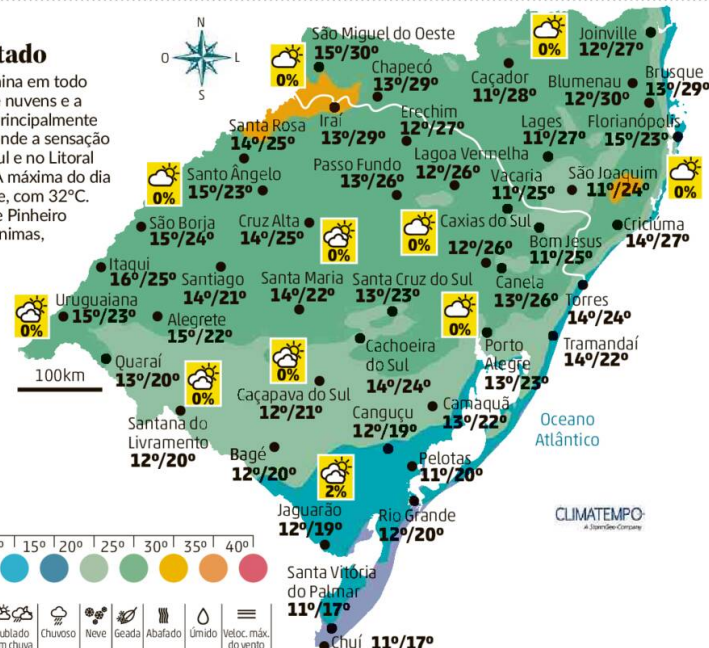 tado
nina em todo
nuvens e a
rincipalmente
nde a sensação
ul e no Litoral
A máxima do dia
e, com 32°C.
e Pinheiro
ínimas,
N
O
L
S
São Miguel do Oeste
15º/30º
0%
Chapecó
13º/29º
Caçador
11º/28º
0%
Joinville
12º/27º
Blumenau
12º/30º
Brusque
13º/29º
Santa Rosa
14º/25º
Iraí
13º/29º
Erechim
12º/27º
Lages
11º/27º
Florianópolis
15º/23º
0%
Santo Ângelo
15º/23º
Passo Fundo
13º/26º
Lagoa Vermelha
12º/26º
Vacaria
11º/25º
São Joaquim
11º/24º
0%
São Borja
15º/24º
Cruz Alta
14º/25º
0%
0%
Caxias do Sul
12º/26º
Bom Jesus
11º/25º
Criciúma
14º/27º
Itaqui
16º/25º
Santiago
14º/21º
Santa Maria
14º/22º
Santa Cruz do Sul
13º/23º
Canela
13º/26º
Torres
14º/24º
0%
Uruguaiana
15º/23º
Alegrete
15º/22º
0%
Cachoeira
do Sul
14º/24º
Porto
Alegre
13º/23º
Tramandaí
14º/22º
Quaraí
13º/20º
100km
0%
0%
Caçapava do Sul
12º/21º
Camaquã
13º/22º
Canguçu
12º/19º
Oceano
Atlântico
Santana do
Livramento
12º/20º
Bagé
12º/20º
Pelotas
11º/20º
2%
Jaguarão
12º/19º
Rio Grande
12º/20º
CLIMATEMPO
A StormGeo Company
Santa Vitória
do Palmar
11º/17º
Chuí 11º/17º
15º 20º 25º 30º 35º 40º
ublado
m chuva
Chuvoso
Neve
Geada
Abafado
Úmido
Veloc. máx.
do vento